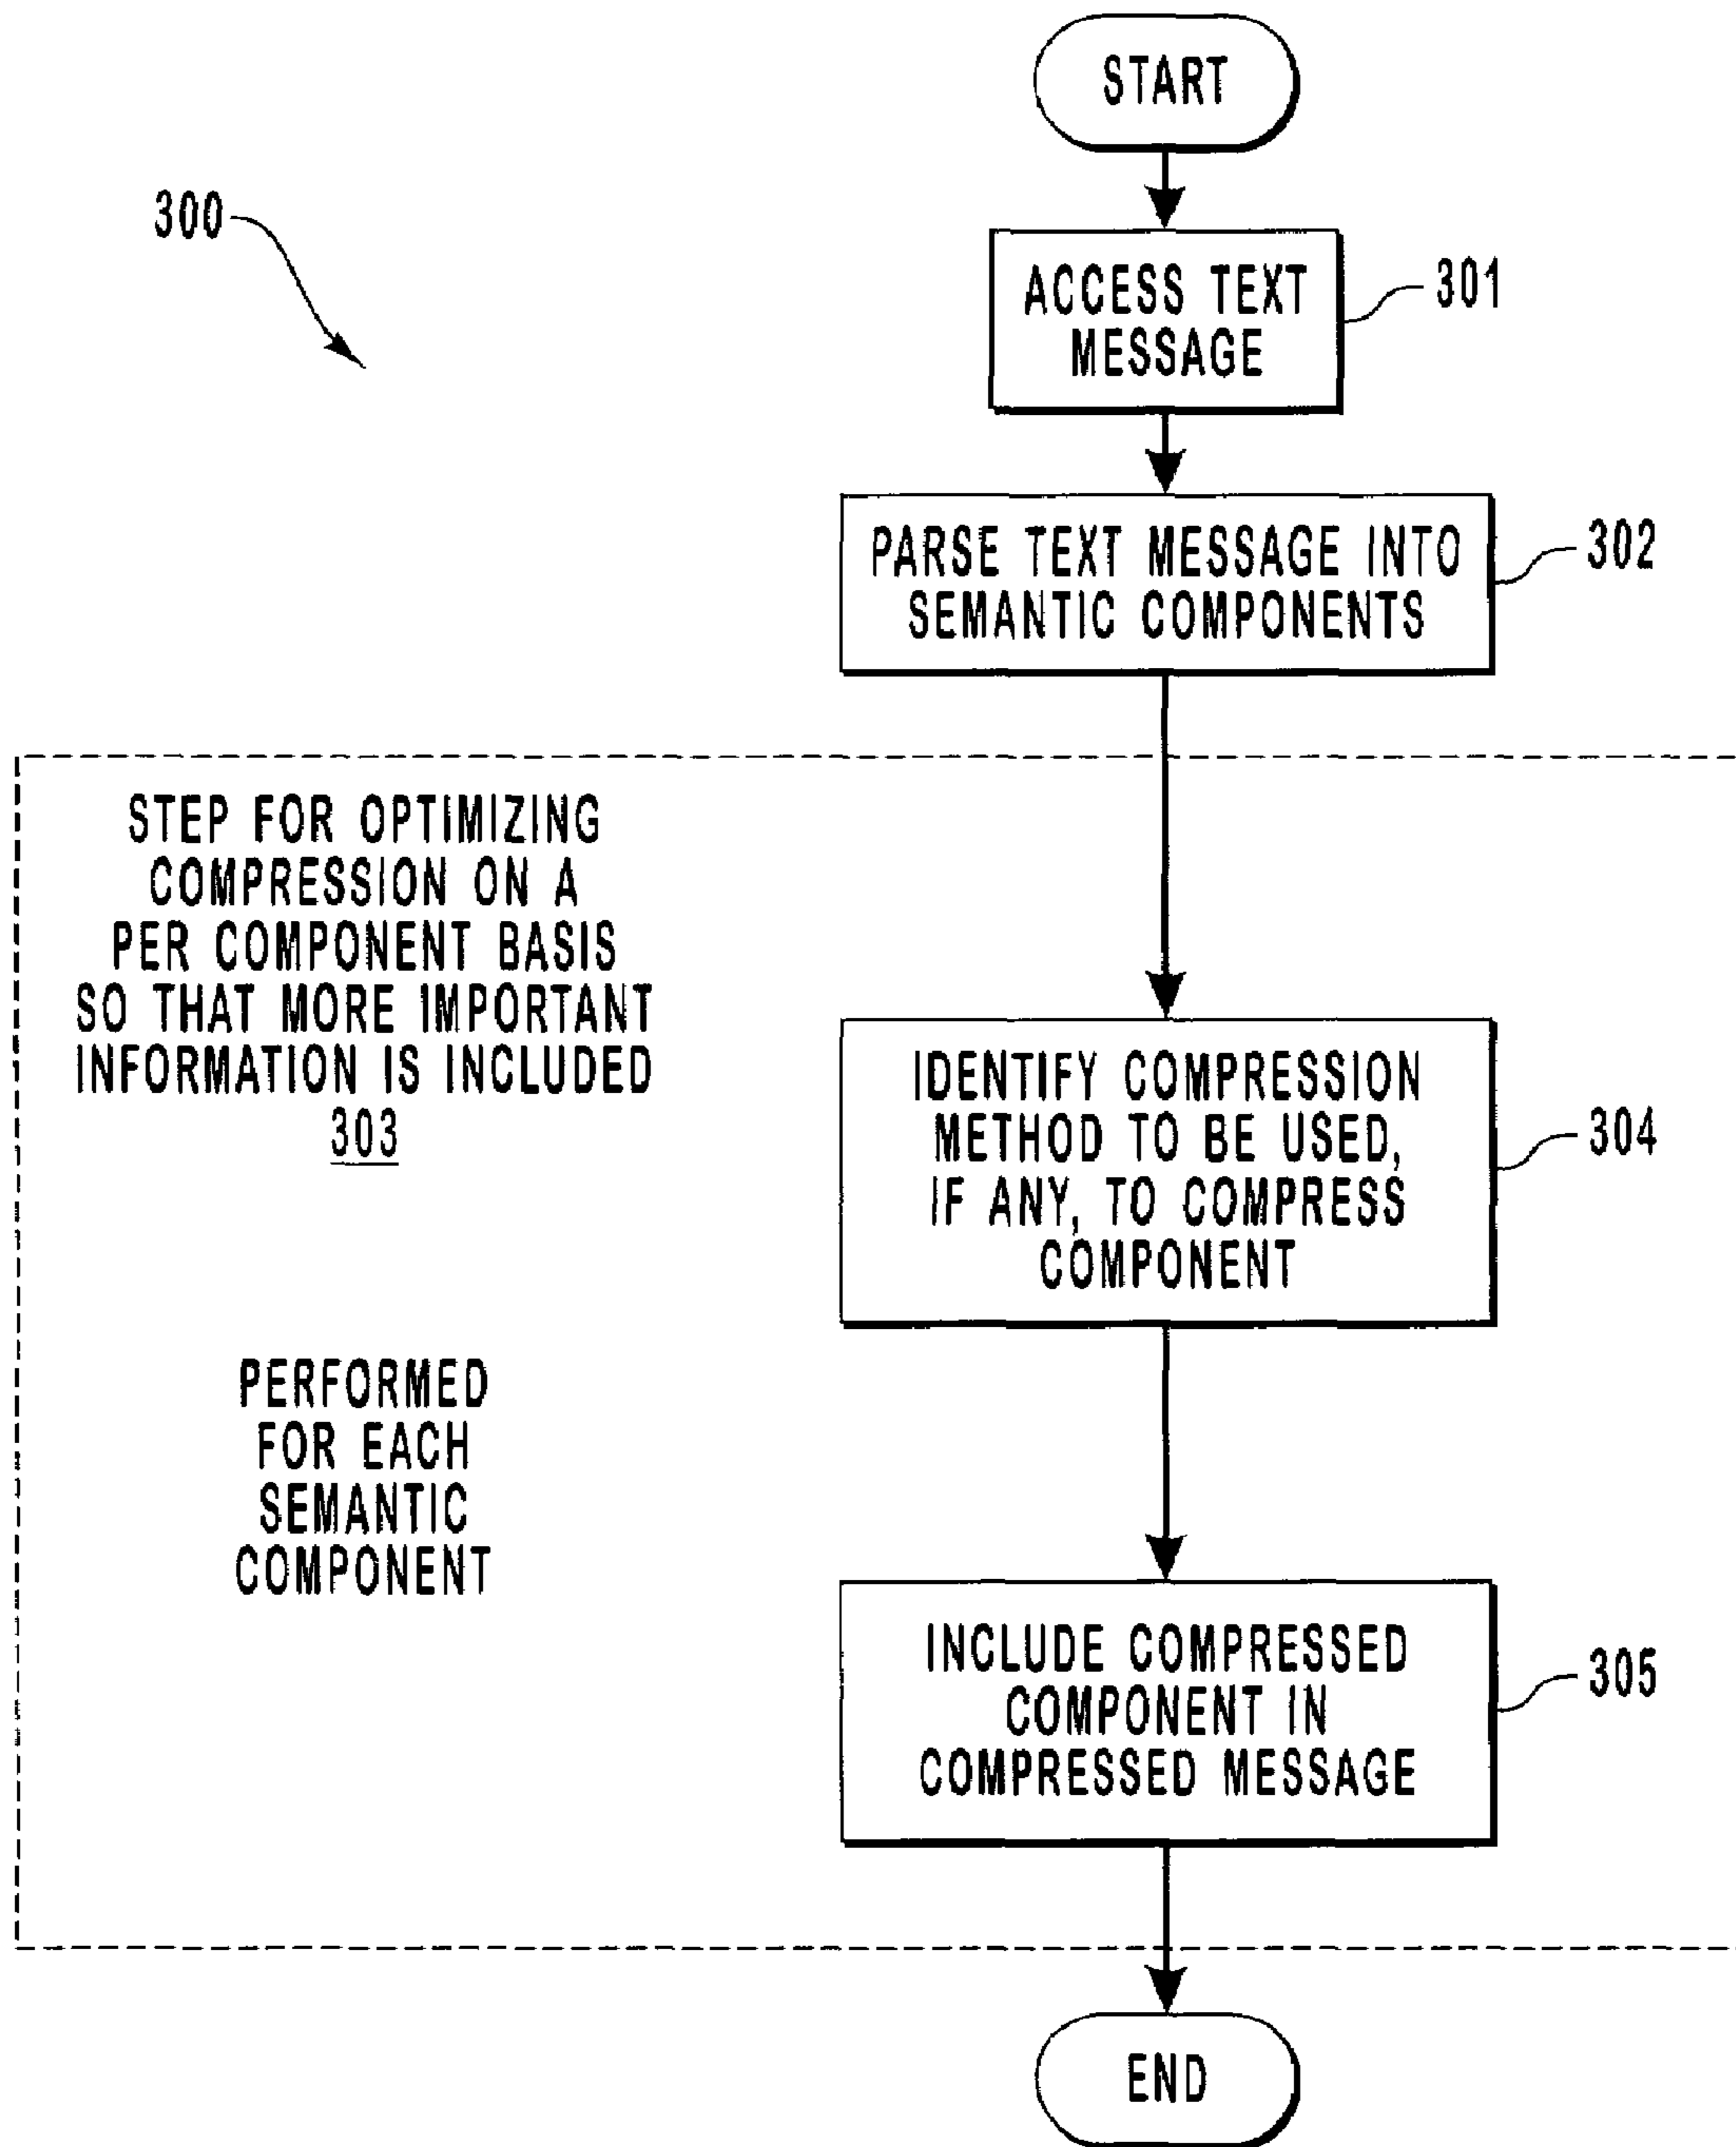 START
300
ACCESS TEXT
MESSAGE
301
PARSE TEXT MESSAGE INTO
SEMANTIC COMPONENTS
302
STEP FOR OPTIMIZING
COMPRESSION ON A
PER COMPONENT BASIS
SO THAT MORE IMPORTANT
INFORMATION IS INCLUDED
303
IDENTIFY COMPRESSION
METHOD TO BE USED,
IF ANY, TO COMPRESS
COMPONENT
304
PERFORMED
FOR EACH
SEMANTIC
COMPONENT
INCLUDE COMPRESSED
COMPONENT IN
COMPRESSED MESSAGE
305
END